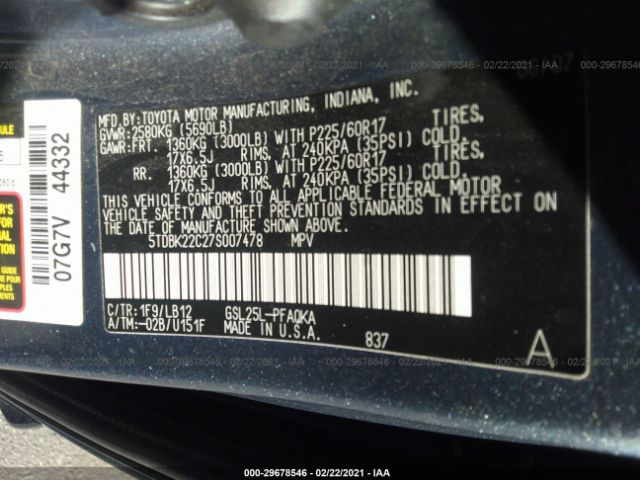 000-29678546 - 02/22/2021 - IAA
000-29678546 - 02/22/2021 - IAA
MFD. BY:TOYOTA MOTOR MANUFACTURING, INDIANA, INC.
GVWR:2580KG (5690LB)
GAWR:FRT. 1360KG (3000LB) WITH P225/60R17 TIRES,
17X6.5J RIMS, AT 240KPA (35PSI) COLD.
RR. 1360KG (3000LB) WITH P225/60R17 TIRES,
17X6.5J RIMS, AT 240KPA (35PSI) COLD.
THIS VEHICLE CONFORMS TO ALL APPLICABLE FEDERAL MOTOR
VEHICLE SAFETY AND THEFT PREVENTION STANDARDS IN EFFECT ON
THE DATE OF MANUFACTURE SHOWN ABOVE.
5TDBK22C27S007478 MPV
C/TR:1F9/LB12 GSL25L-PFAQKA
A/TM:-02B/U151F MADE IN U.S.A.
837
A
07G7V 44332
000-29678546 - 02/22/2021 - IAA
000-29678546 - 02/22/2021 - IAA